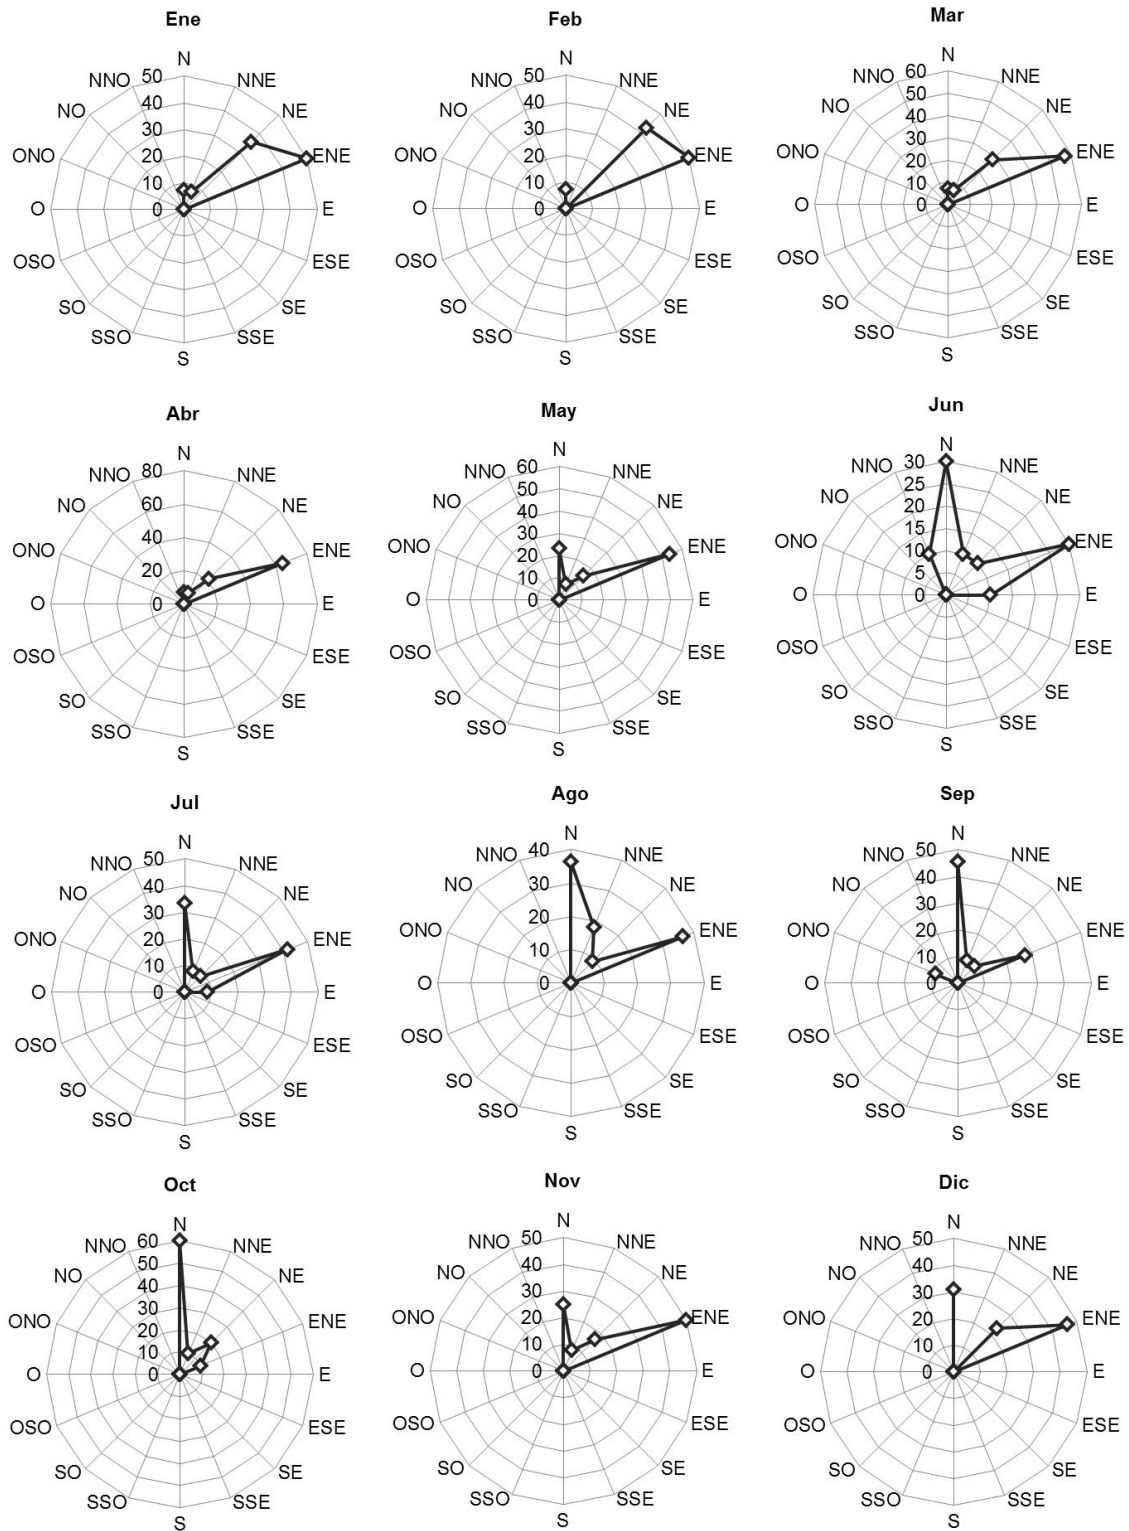 Ene Feb Mar
N N N
50 50 60
NNO NNE NNO NNE NNO NNE
40 40 50
NO NE NO NE NO NE
30 30 40
20 20 30
ONO ENE ONO ENE 20 ONO ENE
10 10 10
O 0 E O 0 E O 0 E
OSO ESE OSO ESE OSO ESE
SO SE SO SE SO SE
SSO SSE SSO SSE SSO SSE
S S S
Abr May Jun
N N N
80 60 30
NNO NNE NNO NNE NNO NNE
60 50 25
NO NE NO NE NO NE
40 40 20
30 15
ONO ENE ONO ENE ONO ENE
20 20 10
10 5
O 0 E O 0 E O 0 E
OSO ESE OSO ESE OSO ESE
SO SE SO SE SO SE
SSO SSE SSO SSE SSO SSE
S S S
Jul Ago Sep
N N N
50 40 50
NNO NNE NNO NNE NNO NNE
40 30 40
NO NE NO NE NO NE
30 20 30
20 20
ONO ENE ONO ENE ONO ENE
10 10 10
O 0 E O 0 E O 0 E
OSO ESE OSO ESE OSO ESE
SO SE SO SE SO SE
SSO SSE SSO SSE SSO SSE
S S S
Oct Nov Dic
N N N
60 50 50
NNO NNE NNO NNE NNO NNE
50 40 40
NO NE NO NE NO NE
40 30 30
30 20 20
ONO ENE ONO ENE ONO ENE
20 10 10
10
O 0 E O 0 E O 0 E
OSO ESE OSO ESE OSO ESE
SO SE SO SE SO SE
SSO SSE SSO SSE SSO SSE
S S S